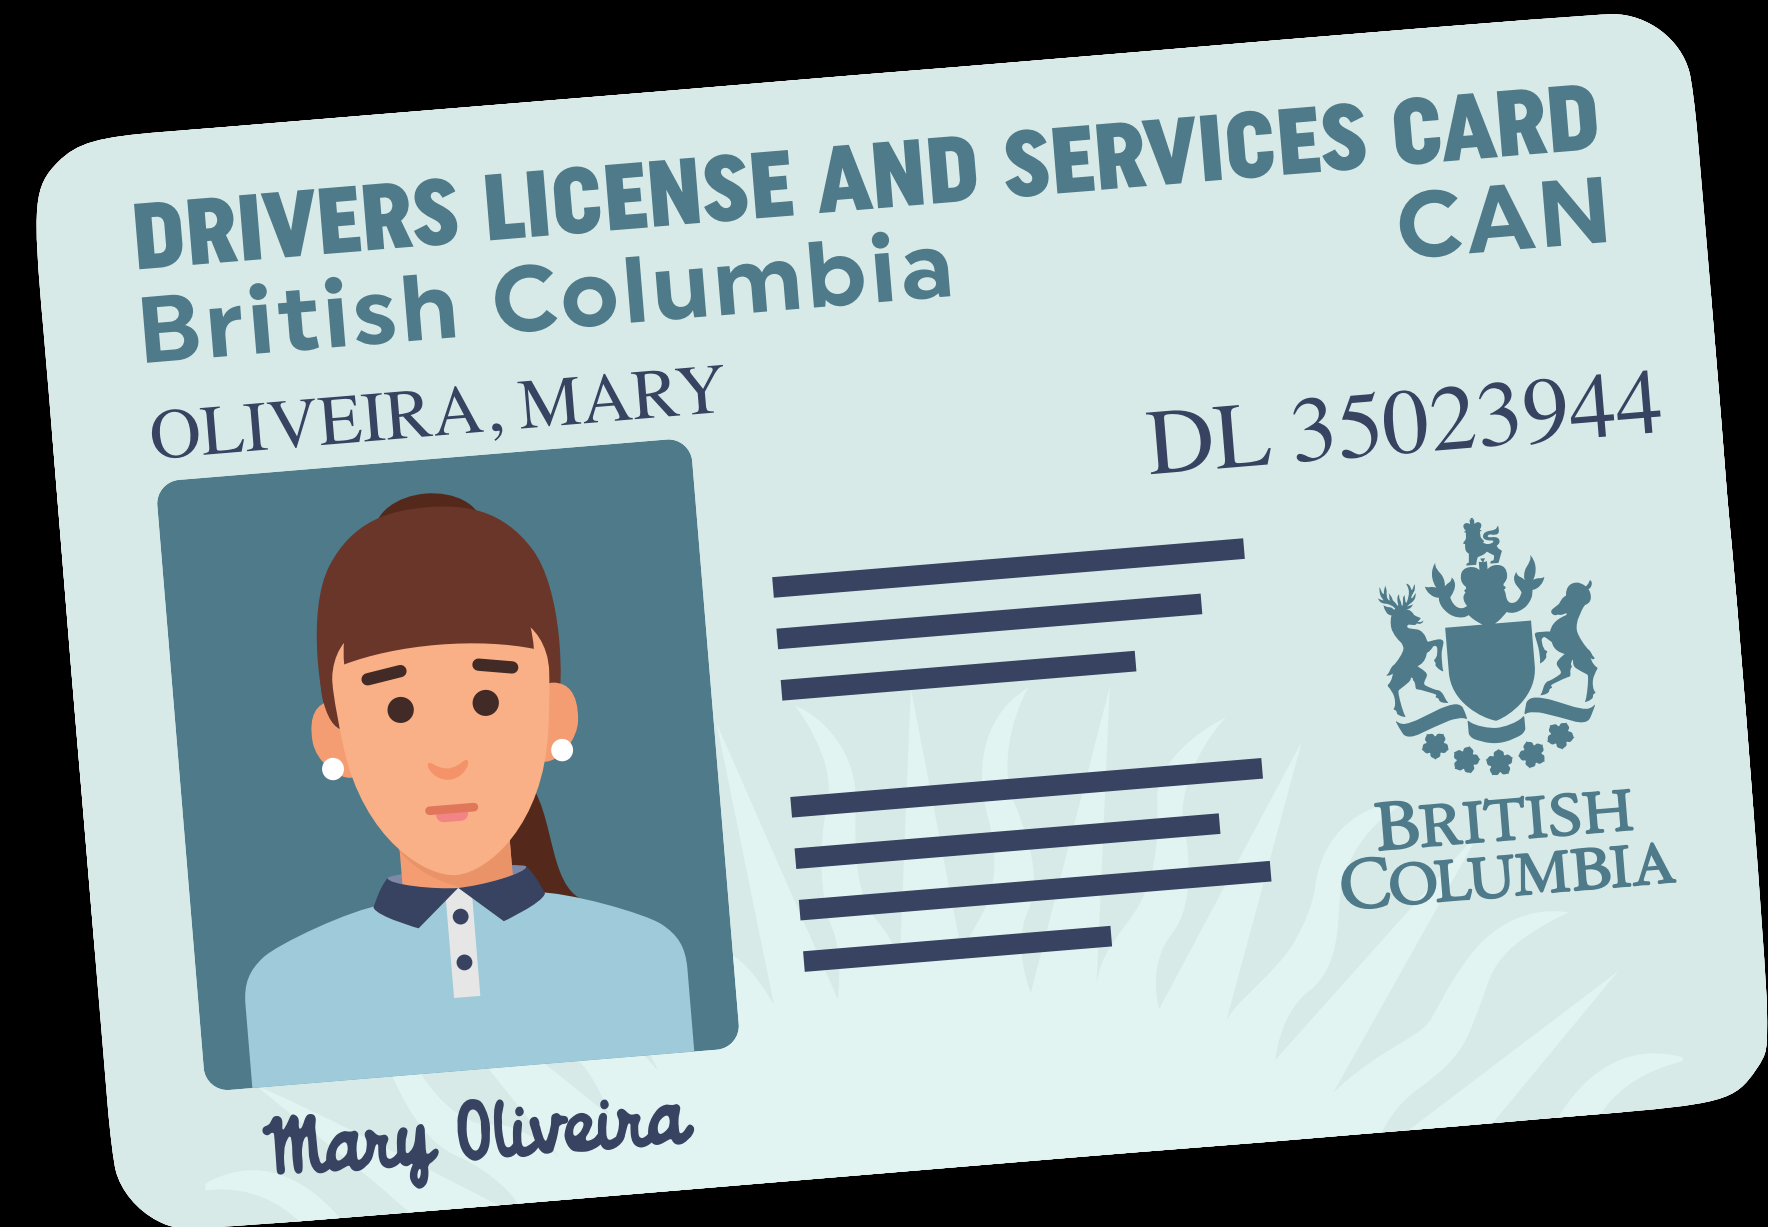 DRIVERS LICENSE AND SERVICES CARD
British Columbia CAN
OLIVEIRA, MARY
DL 35023944
BRITISH
COLUMBIA
Mary Oliveira